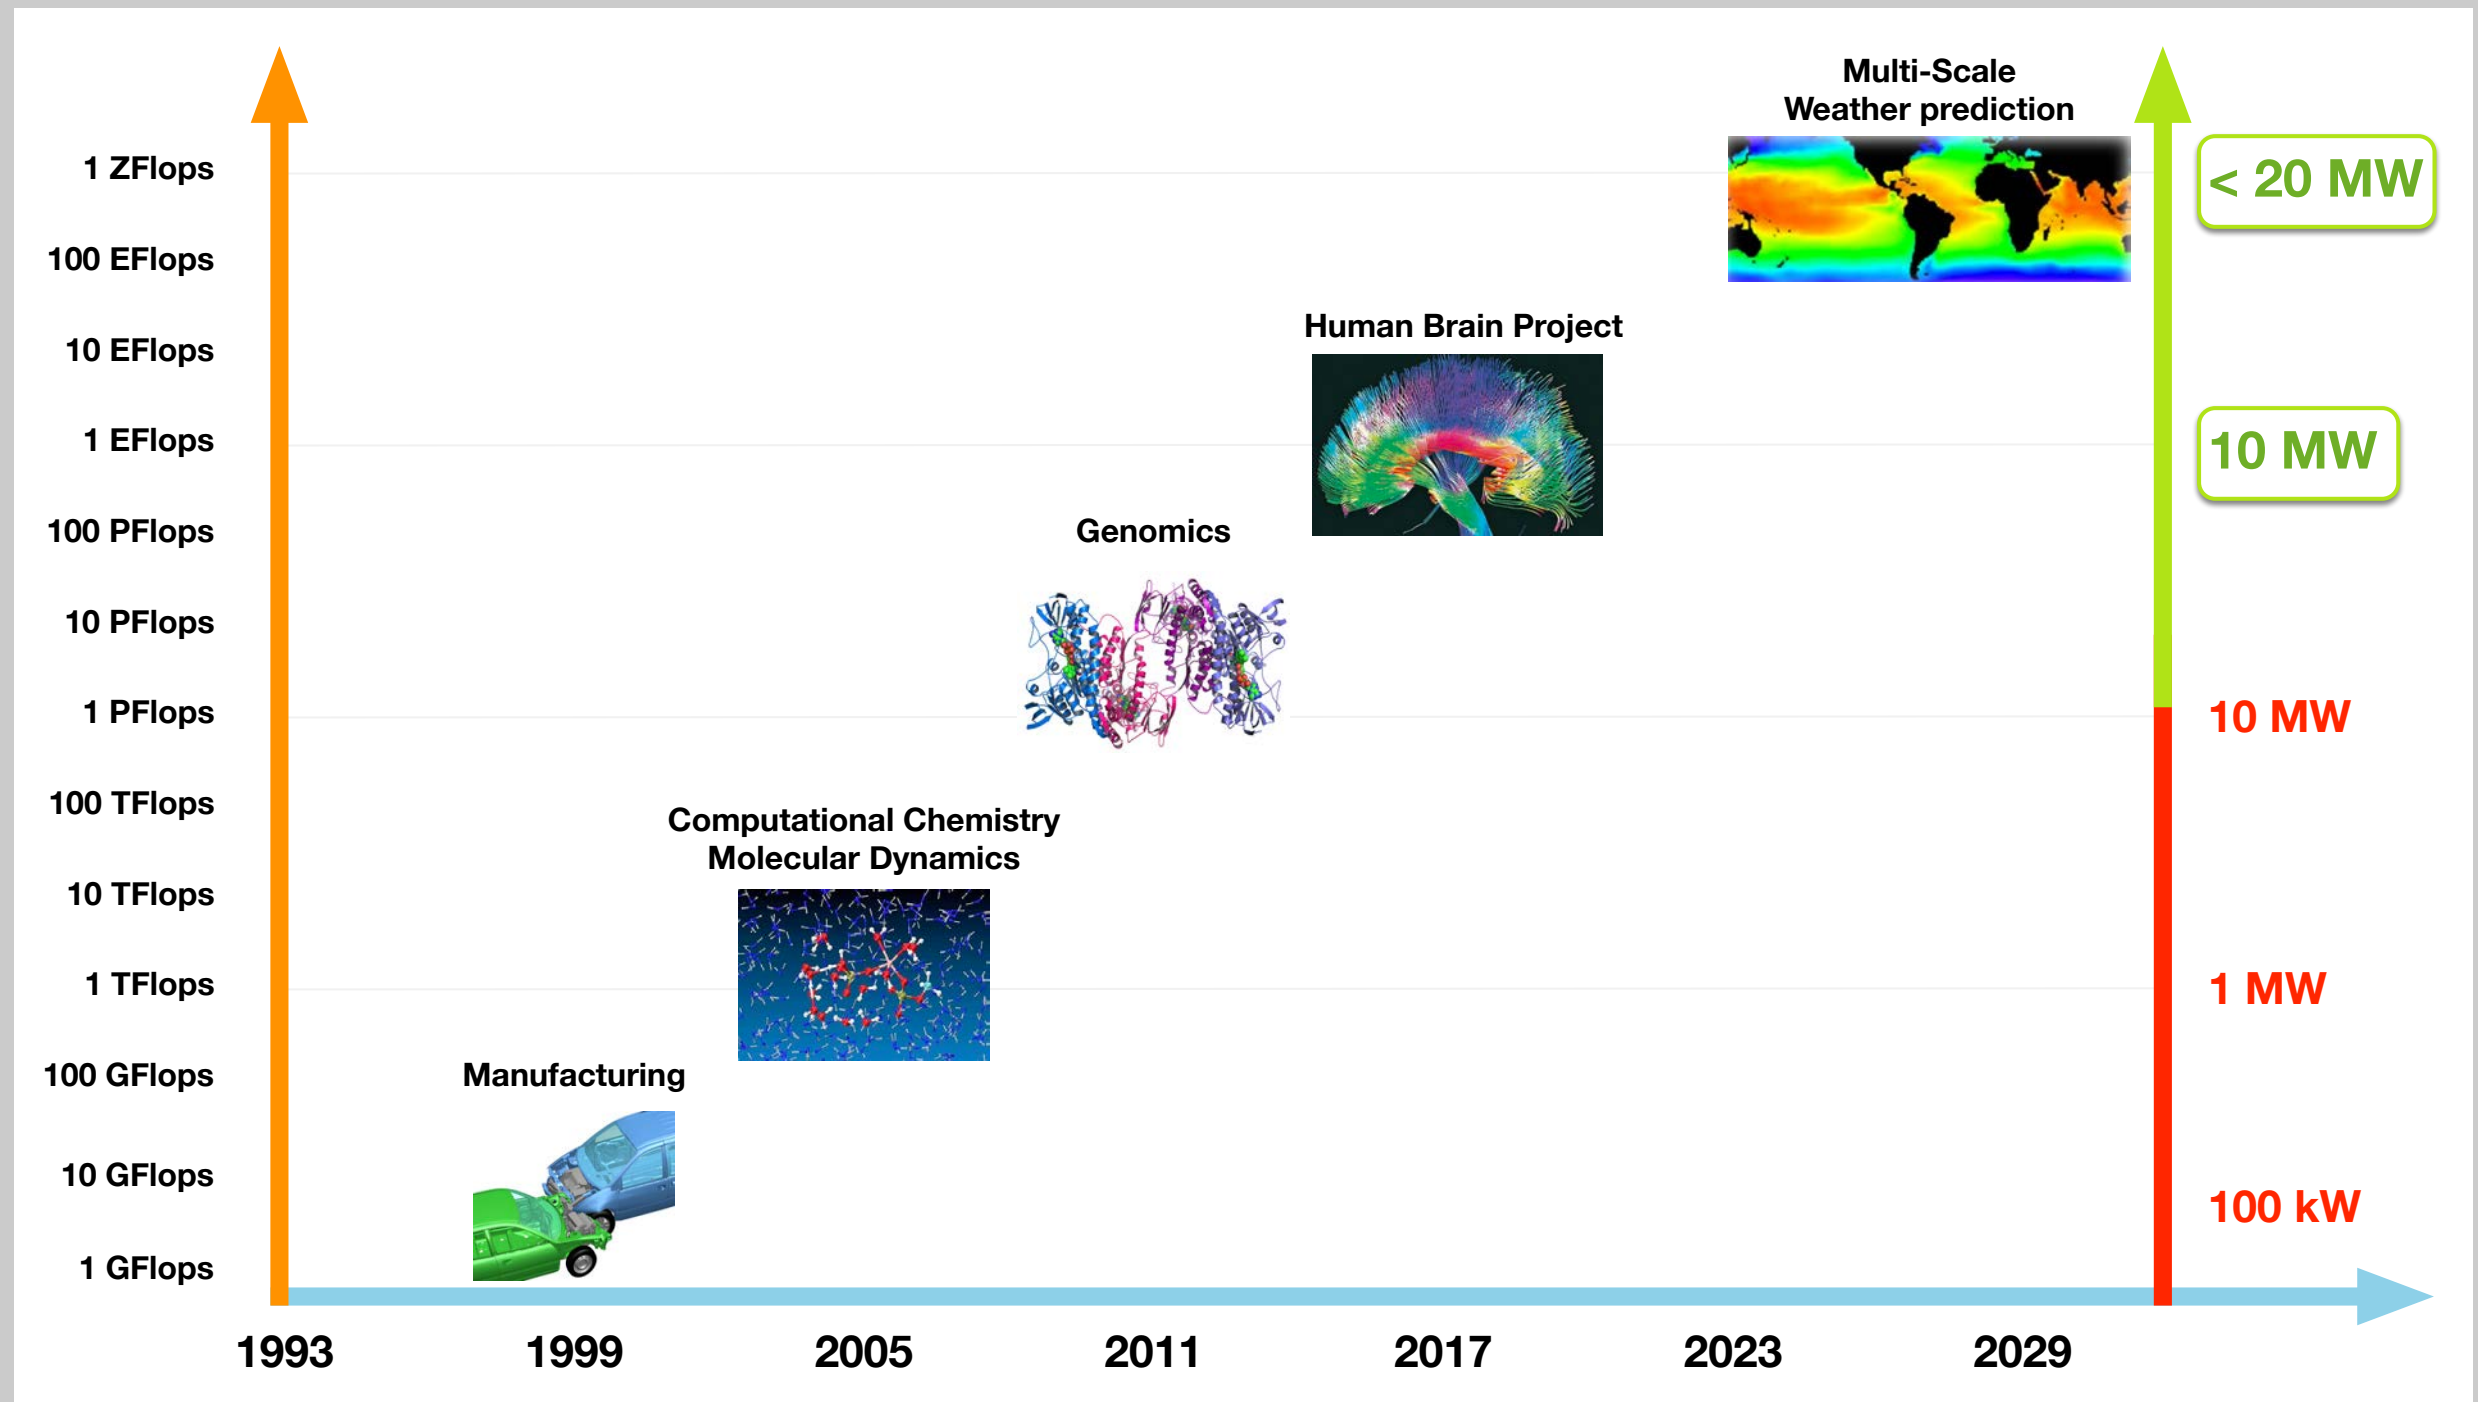 Multi-Scale
Weather prediction
1 ZFlops
< 20 MW
100 EFlops
Human Brain Project
10 EFlops
1 EFlops
10 MW
100 PFlops
Genomics
10 PFlops
1 PFlops
10 MW
100 TFlops
Computational Chemistry
Molecular Dynamics
10 TFlops
1 TFlops
1 MW
100 GFlops
Manufacturing
10 GFlops
100 kW
1 GFlops
1993 1999 2005 2011 2017 2023 2029